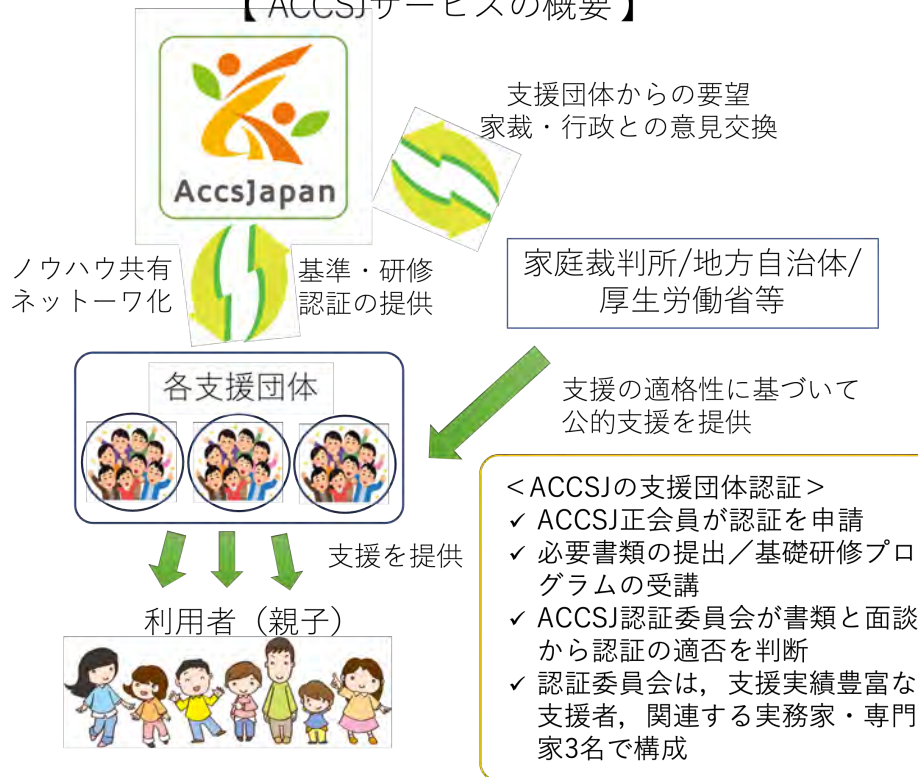 【 ACCSJサービスの概要 】
AccsJapan
支援団体からの要望
家裁・行政との意見交換
ノウハウ共有
ネットーワ化
基準・研修
認証の提供
家庭裁判所/地方自治体/
厚生労働省等
各支援団体
支援の適格性に基づいて
公的支援を提供
支援を提供
利用者（親子）
＜ACCSJの支援団体認証＞
✓ ACCSJ正会員が認証を申請
✓ 必要書類の提出／基礎研修プロ
グラムの受講
✓ ACCSJ認証委員会が書類と面談
から認証の適否を判断
✓ 認証委員会は，支援実績豊富な
支援者，関連する実務家・専門
家3名で構成